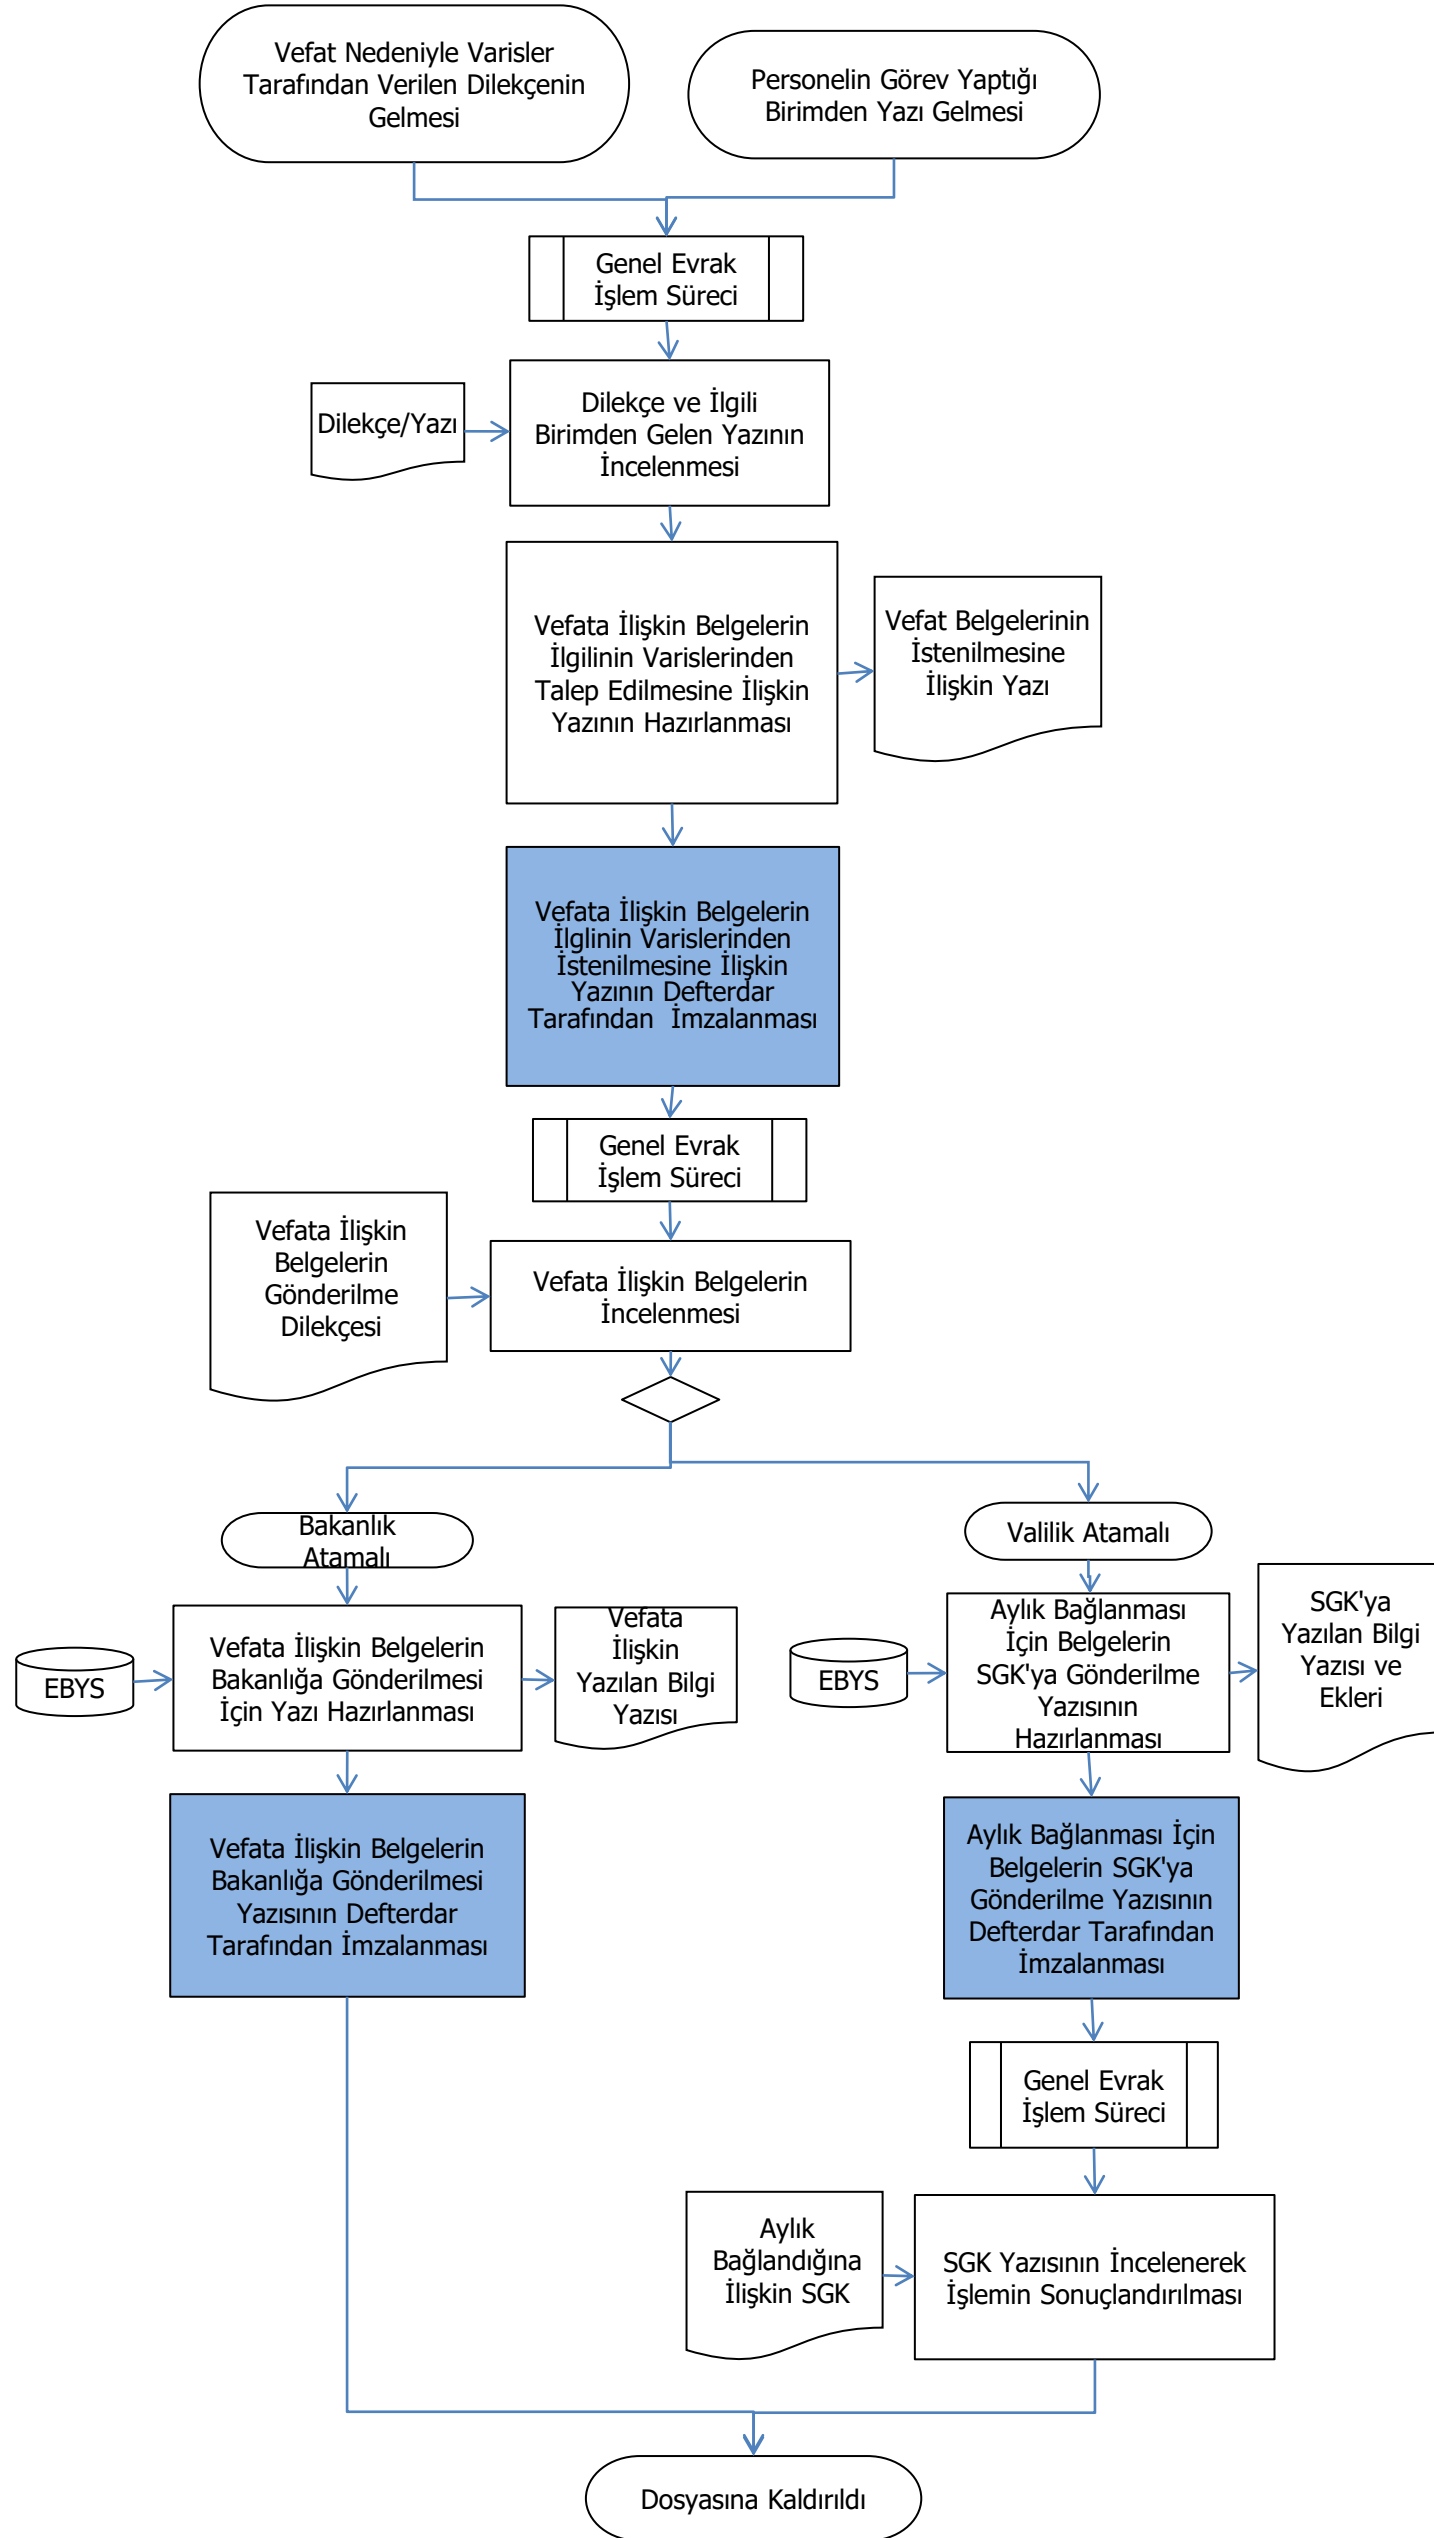 Vefat Nedeniyle Varisler
Tarafından Verilen Dilekçenin
Gelmesi
Personelin Görev Yaptığı
Birimden Yazı Gelmesi
Genel Evrak
İşlem Süreci
Dilekçe/Yazı
Dilekçe ve İlgili
Birimden Gelen Yazının
İncelenmesi
Vefata İlişkin Belgelerin
İlgilinin Varislerinden
Talep Edilmesine İlişkin
Yazının Hazırlanması
Vefat Belgelerinin
İstenilmesine
İlişkin Yazı
Vefata İlişkin Belgelerin
İlglinin Varislerinden
İstenilmesine İlişkin
Yazının Defterdar
Tarafından  İmzalanması
Genel Evrak
İşlem Süreci
Vefata İlişkin
Belgelerin
Gönderilme
Dilekçesi
Vefata İlişkin Belgelerin
İncelenmesi
Bakanlık
Atamalı
Valilik Atamalı
EBYS
Vefata İlişkin Belgelerin
Bakanlığa Gönderilmesi
İçin Yazı Hazırlanması
Vefata
İlişkin
Yazılan Bilgi
Yazısı
EBYS
Aylık Bağlanması
İçin Belgelerin
SGK'ya Gönderilme
Yazısının
Hazırlanması
SGK'ya
Yazılan Bilgi
Yazısı ve
Ekleri
Vefata İlişkin Belgelerin
Bakanlığa Gönderilmesi
Yazısının Defterdar
Tarafından İmzalanması
Aylık Bağlanması İçin
Belgelerin SGK'ya
Gönderilme Yazısının
Defterdar Tarafından
İmzalanması
Genel Evrak
İşlem Süreci
Aylık
Bağlandığına
İlişkin SGK
SGK Yazısının İncelenerek
İşlemin Sonuçlandırılması
Dosyasına Kaldırıldı